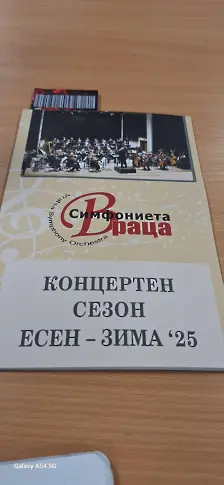 Симфониета
Враца
Vratsa Symphony Orchestra
КОНЦЕРТЕН
СЕЗОН
ЕСЕН – ЗИМА ‘25
Galaxy A54 5G